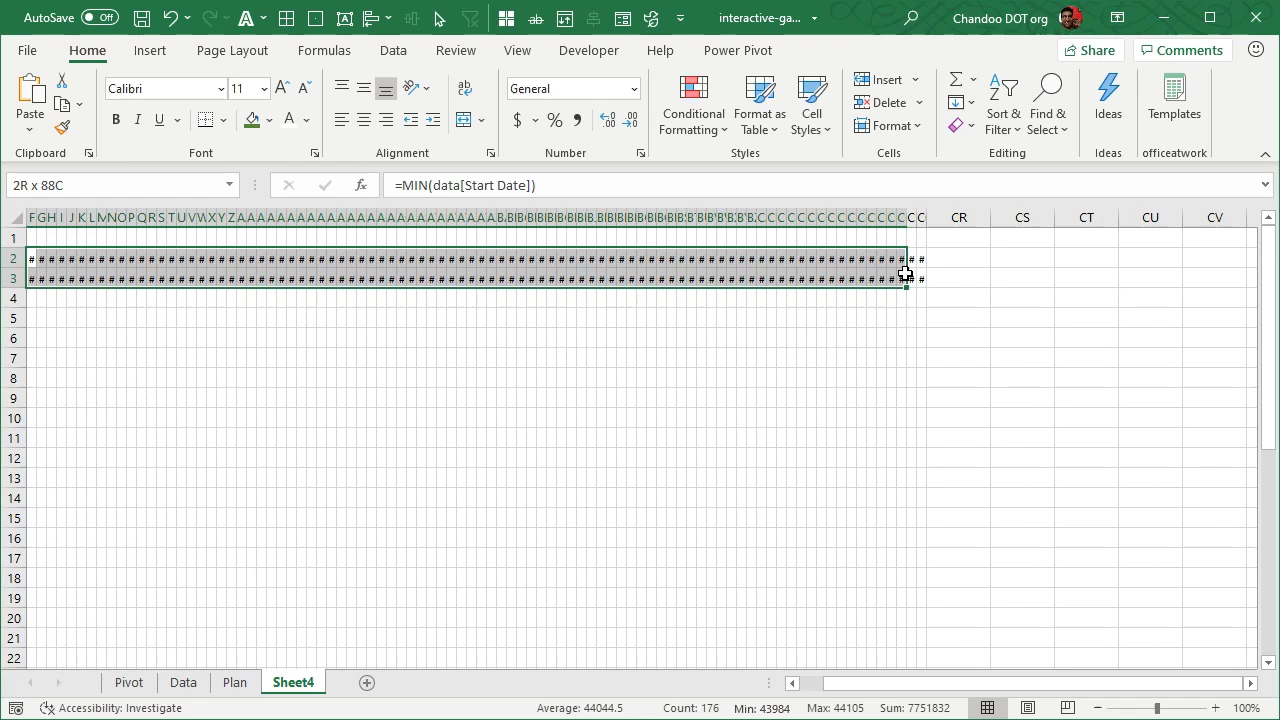 AutoSave Off interactive-ga... Chandoo DOT org
File Home Insert Page Layout Formulas Data Review View Developer Help Power Pivot Share Comments
Paste Calibri 11 General Conditional Formatting Format as Table Cell Styles Insert Delete Format Sort & Filter Find & Select Ideas Templates
Clipboard Font Alignment Number Styles Cells Editing Ideas officeatwork
2R x 88C =MIN(data[Start Date])
CR CS CT CU CV
1
2
3
4
5
6
7
8
9
10
11
12
13
14
15
16
17
18
19
20
21
22
Pivot Data Plan Sheet4
Accessibility: Investigate Average: 44044.5 Count: 176 Min: 43984 Max: 44105 Sum: 7751832 100%